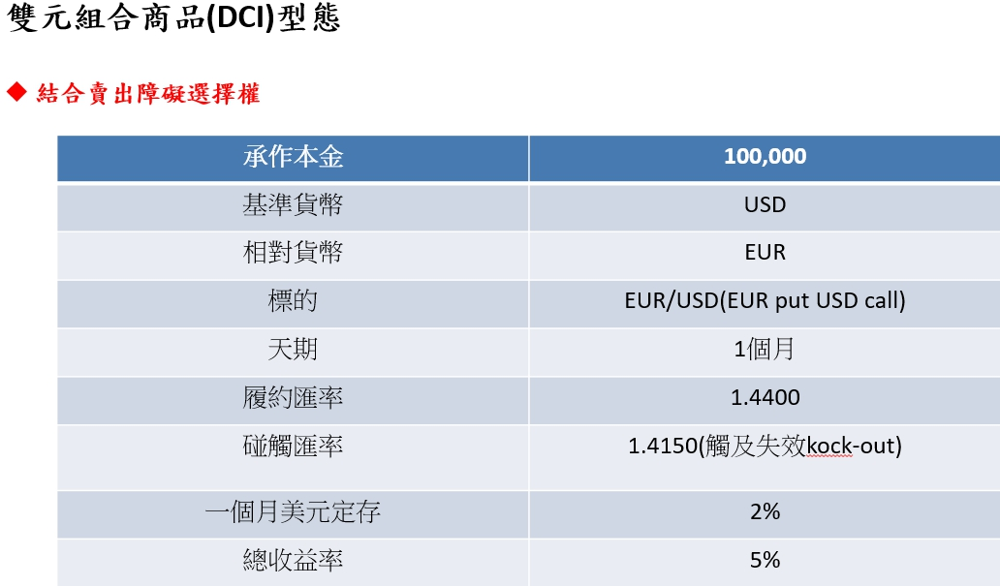 雙元組合商品(DCI)型態
◆ 結合賣出障礙選擇權
承作本金 100,000
基準貨幣 USD
相對貨幣 EUR
標的 EUR/USD(EUR put USD call)
天期 1個月
履約匯率 1.4400
碰觸匯率 1.4150(觸及失效kock-out)
一個月美元定存 2%
總收益率 5%